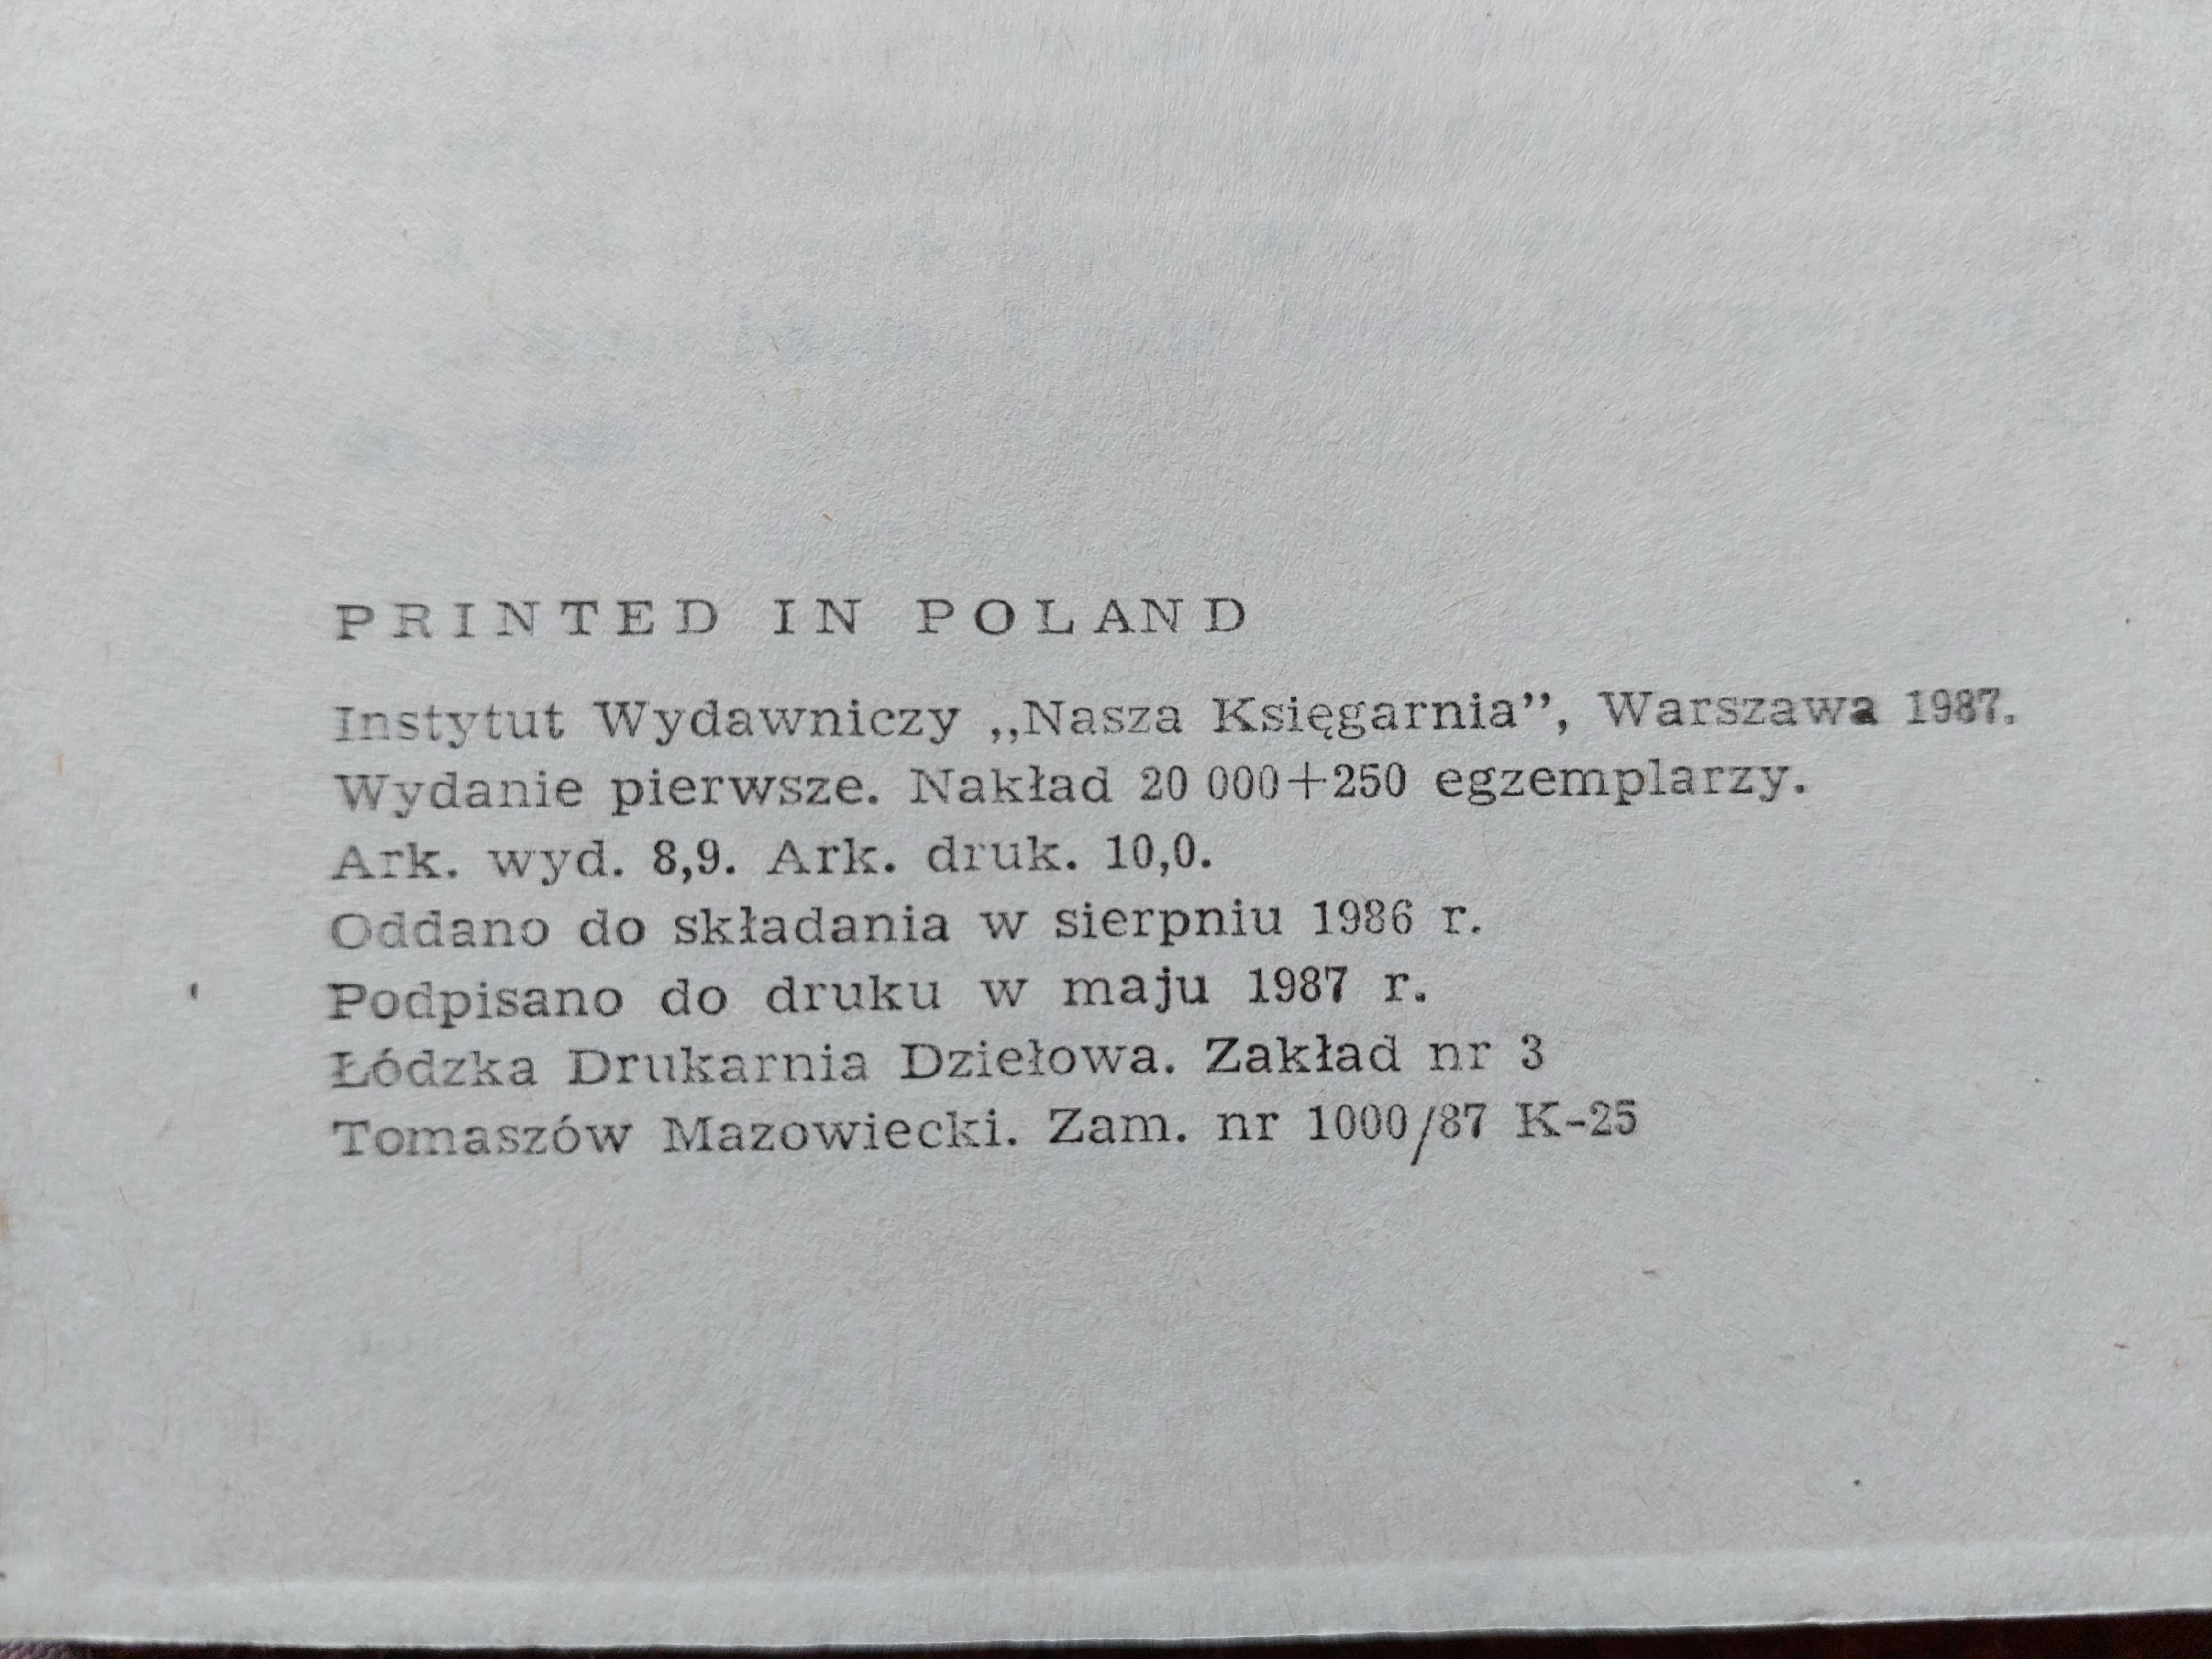 PRINTED IN POLAND
Instytut Wydawniczy „Nasza Księgarnia”, Warszawa 1987.
Wydanie pierwsze. Nakład 20 000+250 egzemplarzy.
Ark. wyd. 8,9. Ark. druk. 10,0.
Oddano do składania w sierpniu 1986 r.
Podpisano do druku w maju 1987 r.
Łódzka Drukarnia Dziełowa. Zakład nr 3
Tomaszów Mazowiecki. Zam. nr 1000/87 K-25